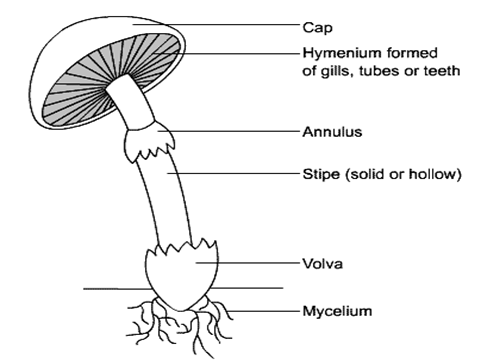 Cap
Hymenium formed
of gills, tubes or teeth
Annulus
Stipe (solid or hollow)
Volva
Mycelium